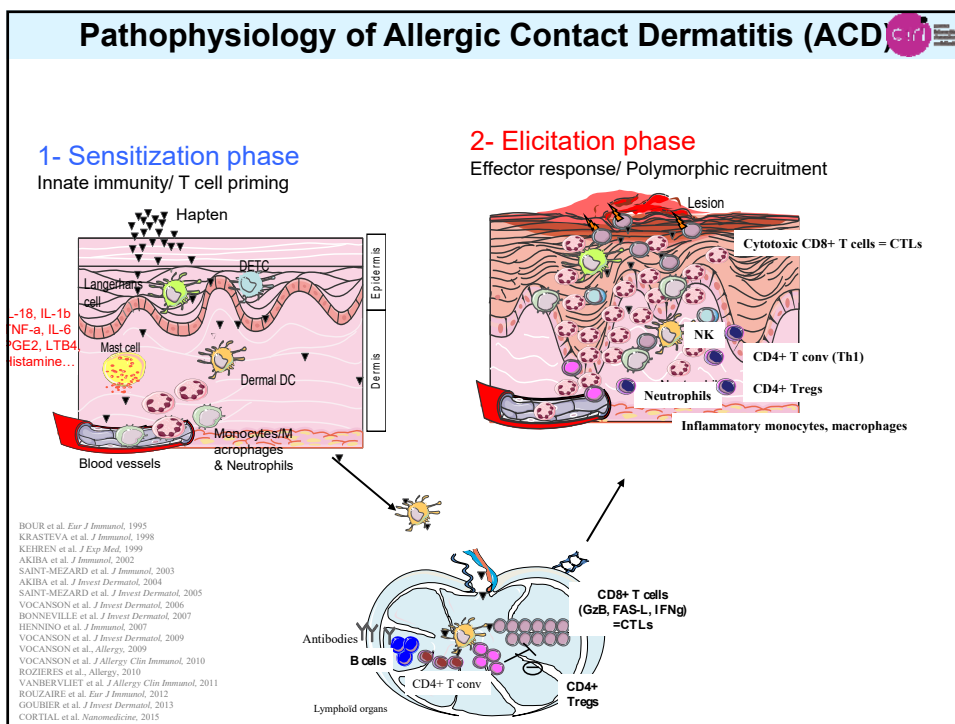 Pathophysiology of Allergic Contact Dermatitis (ACD)
1- Sensitization phase
Innate immunity/ T cell priming
Hapten
DETC
Langerhans
cell
Epidermis
L-18, IL-1b
TNF-a, IL-6
PGE2, LTB4
Histamine…
Mast cell
Dermal DC
Dermis
Monocytes/M
acrophages
& Neutrophils
Blood vessels
2- Elicitation phase
Effector response/ Polymorphic recruitment
Lesion
Cytotoxic CD8+ T cells = CTLs
NK
CD4+ T conv (Th1)
CD4+ Tregs
Neutrophils
Inflammatory monocytes, macrophages
BOUR et al. Eur J Immunol, 1995
KRASTEVA et al. J Immunol, 1998
KEHREN et al. J Exp Med, 1999
AKIBA et al. J Immunol, 2002
SAINT-MEZARD et al. J Immunol, 2003
AKIBA et al. J Invest Dermatol, 2004
SAINT-MEZARD et al. J Invest Dermatol, 2005
VOCANSON et al. J Invest Dermatol, 2006
BONNEVILLE et al. J Invest Dermatol, 2007
HENNINO et al. J Immunol, 2007
VOCANSON et al. J Invest Dermatol, 2009
VOCANSON et al., Allergy, 2009
VOCANSON et al. J Allergy Clin Immunol, 2010
ROZIERES et al., Allergy, 2010
VANBERVLIET et al. J Allergy Clin Immunol, 2011
ROUZAIRE et al. Eur J Immunol, 2012
GOUBIER et al. J Invest Dermatol, 2013
CORTIAL et al. Nanomedicine, 2015
CD8+ T cells
(GzB, FAS-L, IFNg)
=CTLs
Antibodies
B cells
CD4+ T conv
CD4+
Tregs
Lymphoïd organs